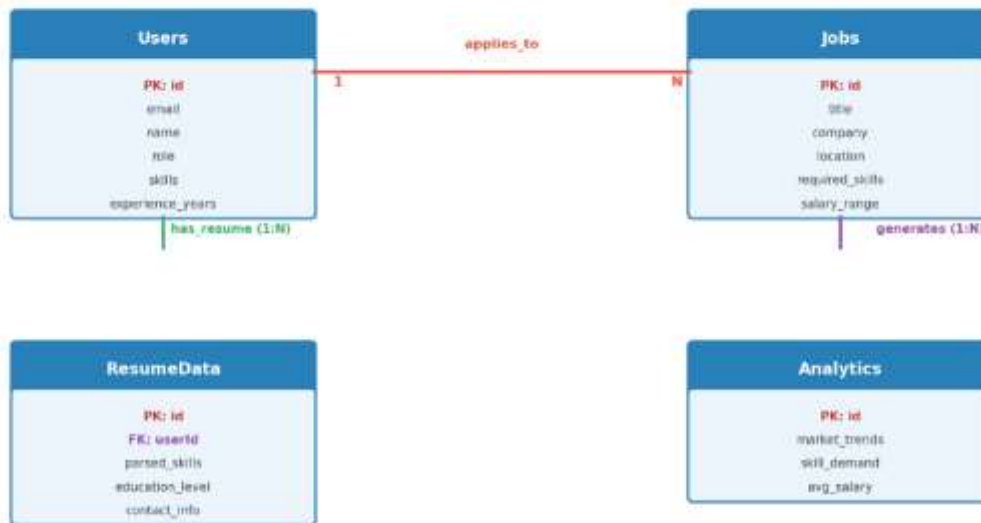 Users
PK: id
email
name
role
skills
experience_years
has_resume (1:N)
applies_to
1
N
Jobs
PK: id
title
company
location
required_skills
salary_range
generates (1:N
ResumeData
PK: id
FK: userId
parsed_skills
education_level
contact_info
Analytics
PK: id
market_trends
skill_demand
avg_salary